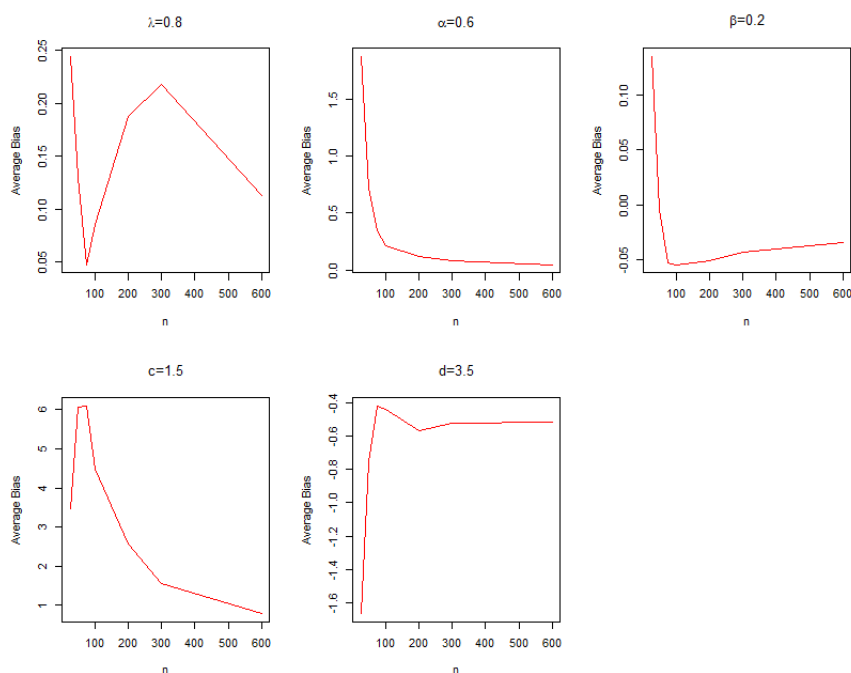 λ=0.8
α=0.6
β=0.2
Average Bias
0.05 0.10 0.15 0.20 0.25
100 200 300 400 500 600
n
Average Bias
0.0 0.5 1.0 1.5
100 200 300 400 500 600
n
Average Bias
-0.05 0.00 0.05 0.10
100 200 300 400 500 600
n
c=1.5
d=3.5
Average Bias
1 2 3 4 5 6
100 200 300 400 500 600
n
Average Bias
-1.6 -1.4 -1.2 -1.0 -0.8 -0.6 -0.4
100 200 300 400 500 600
n